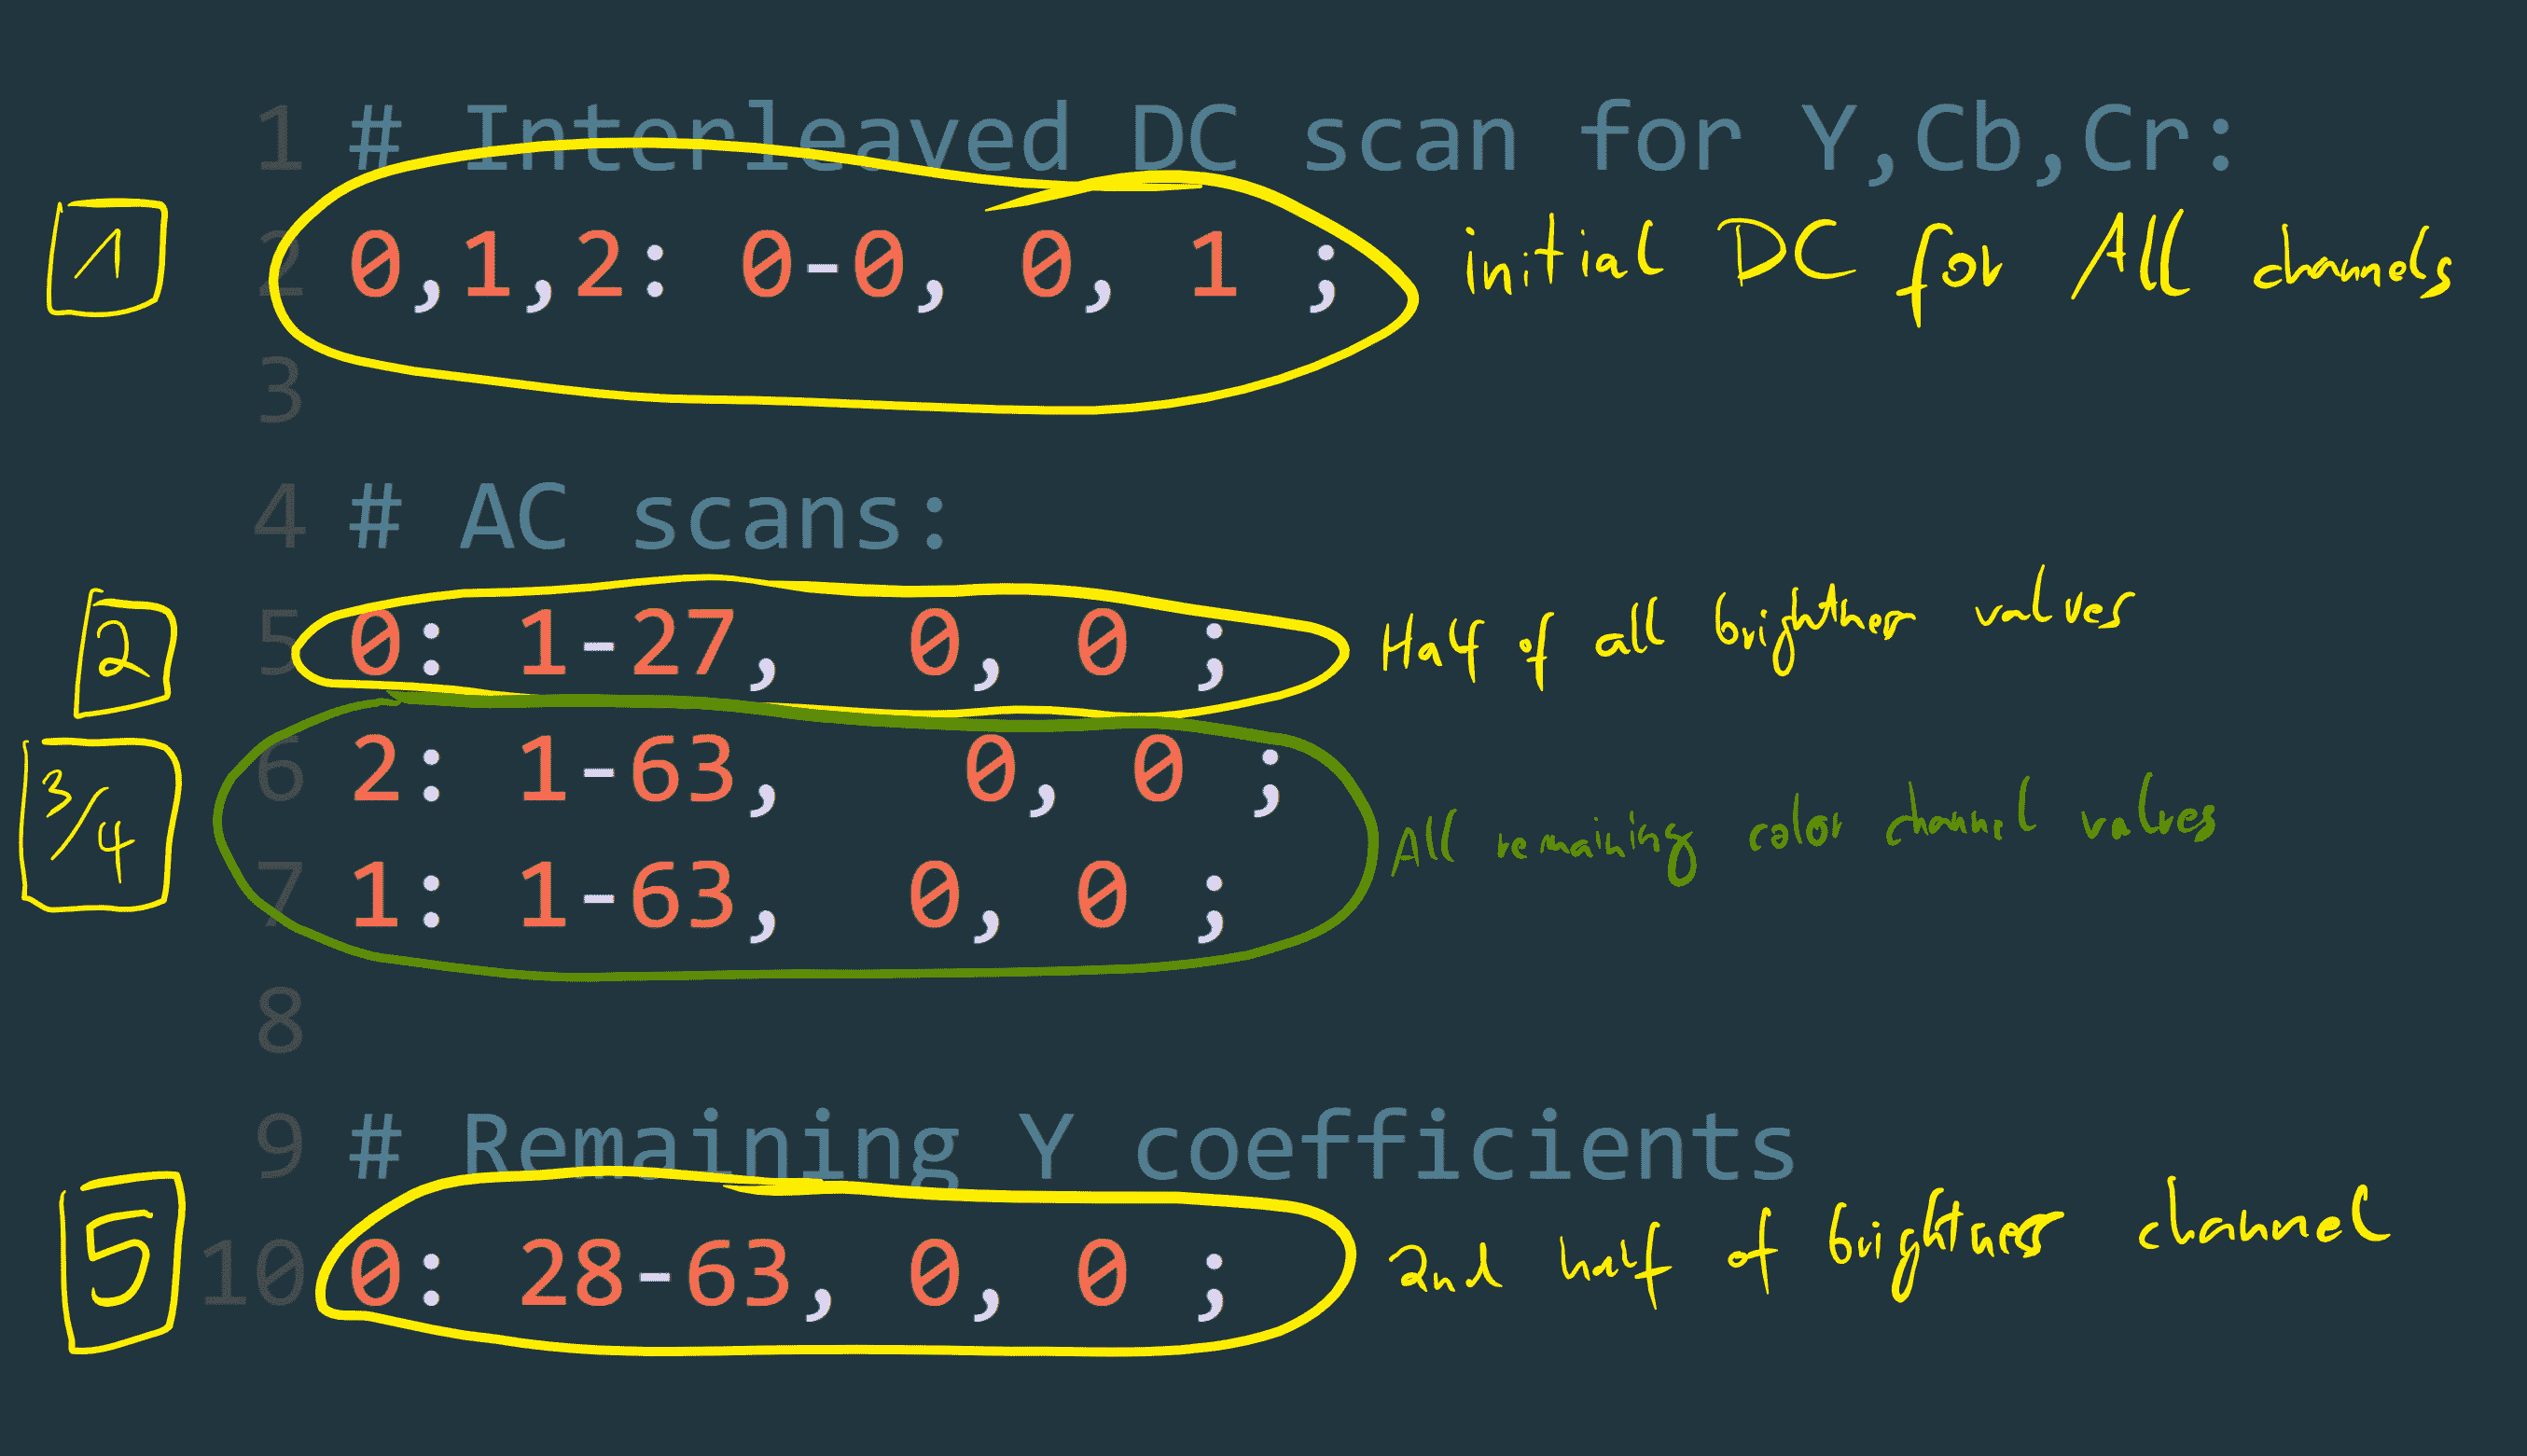 1 # Interleaved DC scan for Y,Cb,Cr:
1 2 0,1,2: 0-0, 0, 1 ; initial DC for All channels
3
4 # AC scans:
2 5 0: 1-27, 0, 0 ; Half of all brightness values
3/4 6 2: 1-63, 0, 0 ;
All remaining color channel values
7 1: 1-63, 0, 0 ;
8
9 # Remaining Y coefficients
5 10 0: 28-63, 0, 0 ; 2nd half of brightness channel